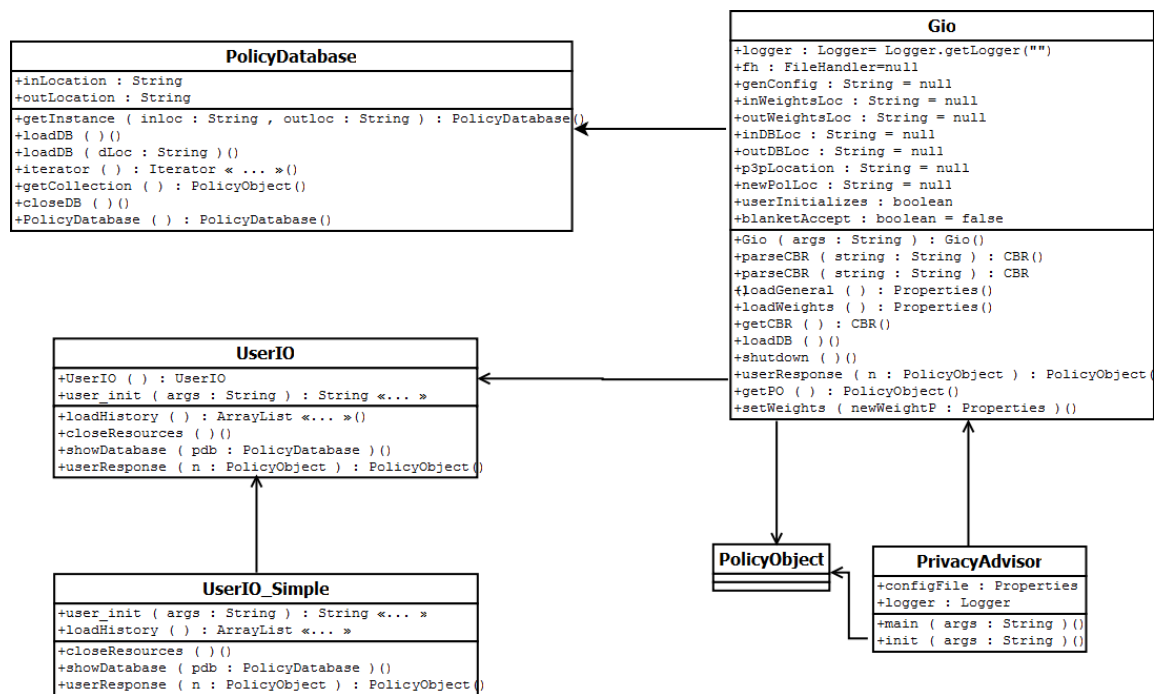 PolicyDatabase
+inLocation : String
+outLocation : String
+getInstance ( inloc : String , outloc : String ) : PolicyDatabase()
+loadDB ( )()
+loadDB ( dLoc : String )()
+iterator ( ) : Iterator « ... »()
+getCollection ( ) : PolicyObject()
+closeDB ( )()
+PolicyDatabase ( ) : PolicyDatabase()
Gio
+logger : Logger= Logger.getLogger("")
+fh : FileHandler=null
+genConfig : String = null
+inWeightsLoc : String = null
+outWeightsLoc : String = null
+inDBLoc : String = null
+outDBLoc : String = null
+p3pLocation : String = null
+newPolLoc : String = null
+userInitializes : boolean
+blanketAccept : boolean = false
+Gio ( args : String ) : Gio()
+parseCBR ( string : String ) : CBR()
+parseCBR ( string : String ) : CBR
()
+loadGeneral ( ) : Properties()
+loadWeights ( ) : Properties()
+getCBR ( ) : CBR()
+loadDB ( )()
+shutdown ( )()
+userResponse ( n : PolicyObject ) : PolicyObject()
+getPO ( ) : PolicyObject()
+setWeights ( newWeightP : Properties )()
UserIO
+UserIO ( ) : UserIO
+user_init ( args : String ) : String «... »
+loadHistory ( ) : ArrayList «... »()
+closeResources ( )()
+showDatabase ( pdb : PolicyDatabase )()
+userResponse ( n : PolicyObject ) : PolicyObject()
PolicyObject
PrivacyAdvisor
+configFile : Properties
+logger : Logger
+main ( args : String )()
+init ( args : String )()
UserIO_Simple
+user_init ( args : String ) : String «... »
+loadHistory ( ) : ArrayList «... »
+closeResources ( )()
+showDatabase ( pdb : PolicyDatabase )()
+userResponse ( n : PolicyObject ) : PolicyObject()